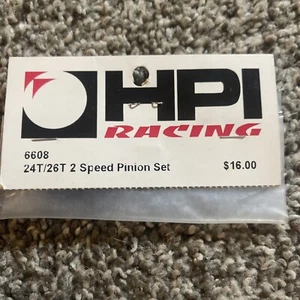 HPI
RACING
6608
24T/26T 2 Speed Pinion Set $16.00